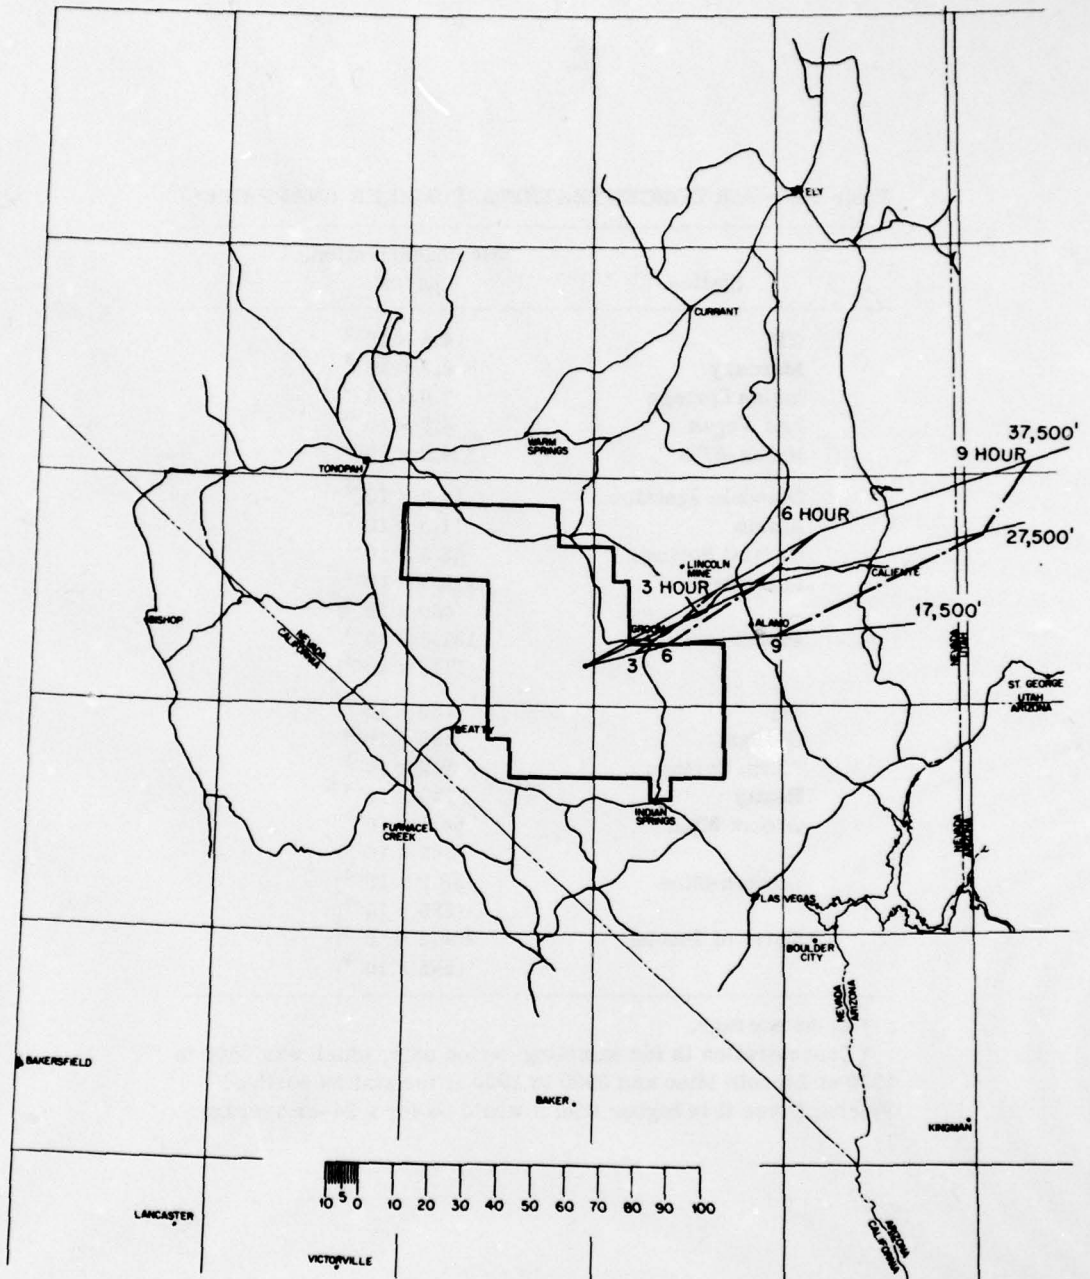 ELY
CURRANT
WARM
SPRINGS
TONOPAH
37,500'
9 HOUR
6 HOUR
27,500'
LINCOLN
MINE
3 HOUR
CALIENTE
17,500'
BISHOP
NEVADA
CALIFORNIA
GROOM
ALAMO
3
6
9
NEVADA
UTAH
ST GEORGE
UTAH
ARIZONA
BEATTY
INDIAN
SPRINGS
FURNACE
CREEK
NEVADA
ARIZONA
LAS VEGAS
BOULDER
CITY
NEVADA
ARIZONA
BAKERSFIELD
BAKER
KINGMAN
10 5 0 10 20 30 40 50 60 70 80 90 100
LANCASTER
ARIZONA
CALIFORNIA
VICTORVILLE